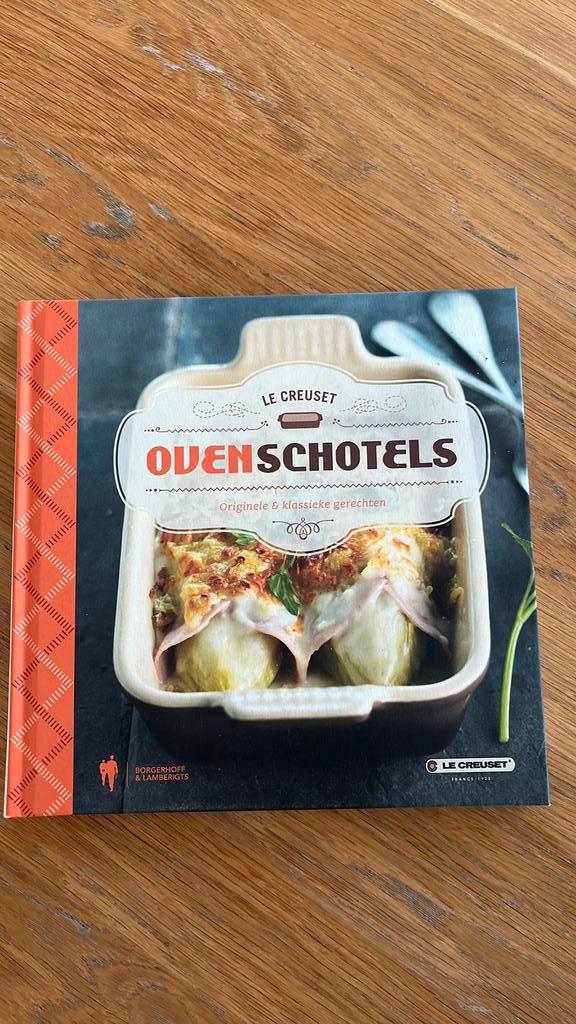 LE CREUSET
OVENSCHOTELS
Originele & klassieke gerechten
BORGERHOFF
& LAMBERIGTS
LE CREUSET
FRANCE 1925